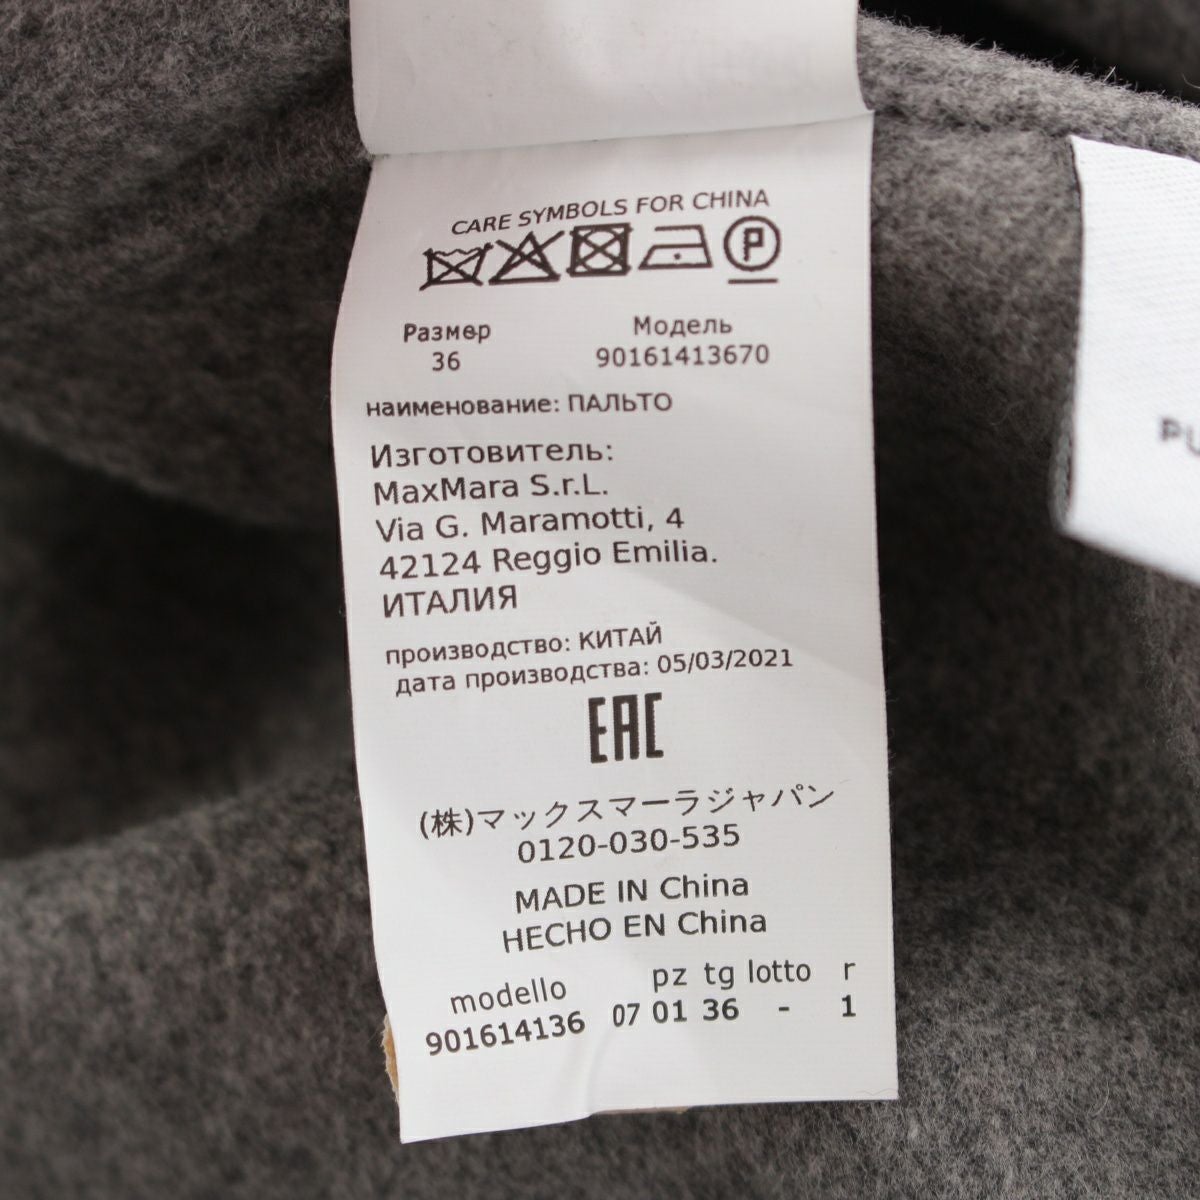 CARE SYMBOLS FOR CHINA
P
Размер Модель
36 90161413670
наименование: ПАЛЬТО
Изготовитель:
MaxMara S.r.L.
Via G. Maramotti, 4
42124 Reggio Emilia.
ИТАЛИЯ
производство: КИТАЙ
дата производства: 05/03/2021
EAC
(株)マックスマーラジャパン
0120-030-535
MADE IN China
HECHO EN China
modello pz tg lotto r
901614136 07 01 36 - 1